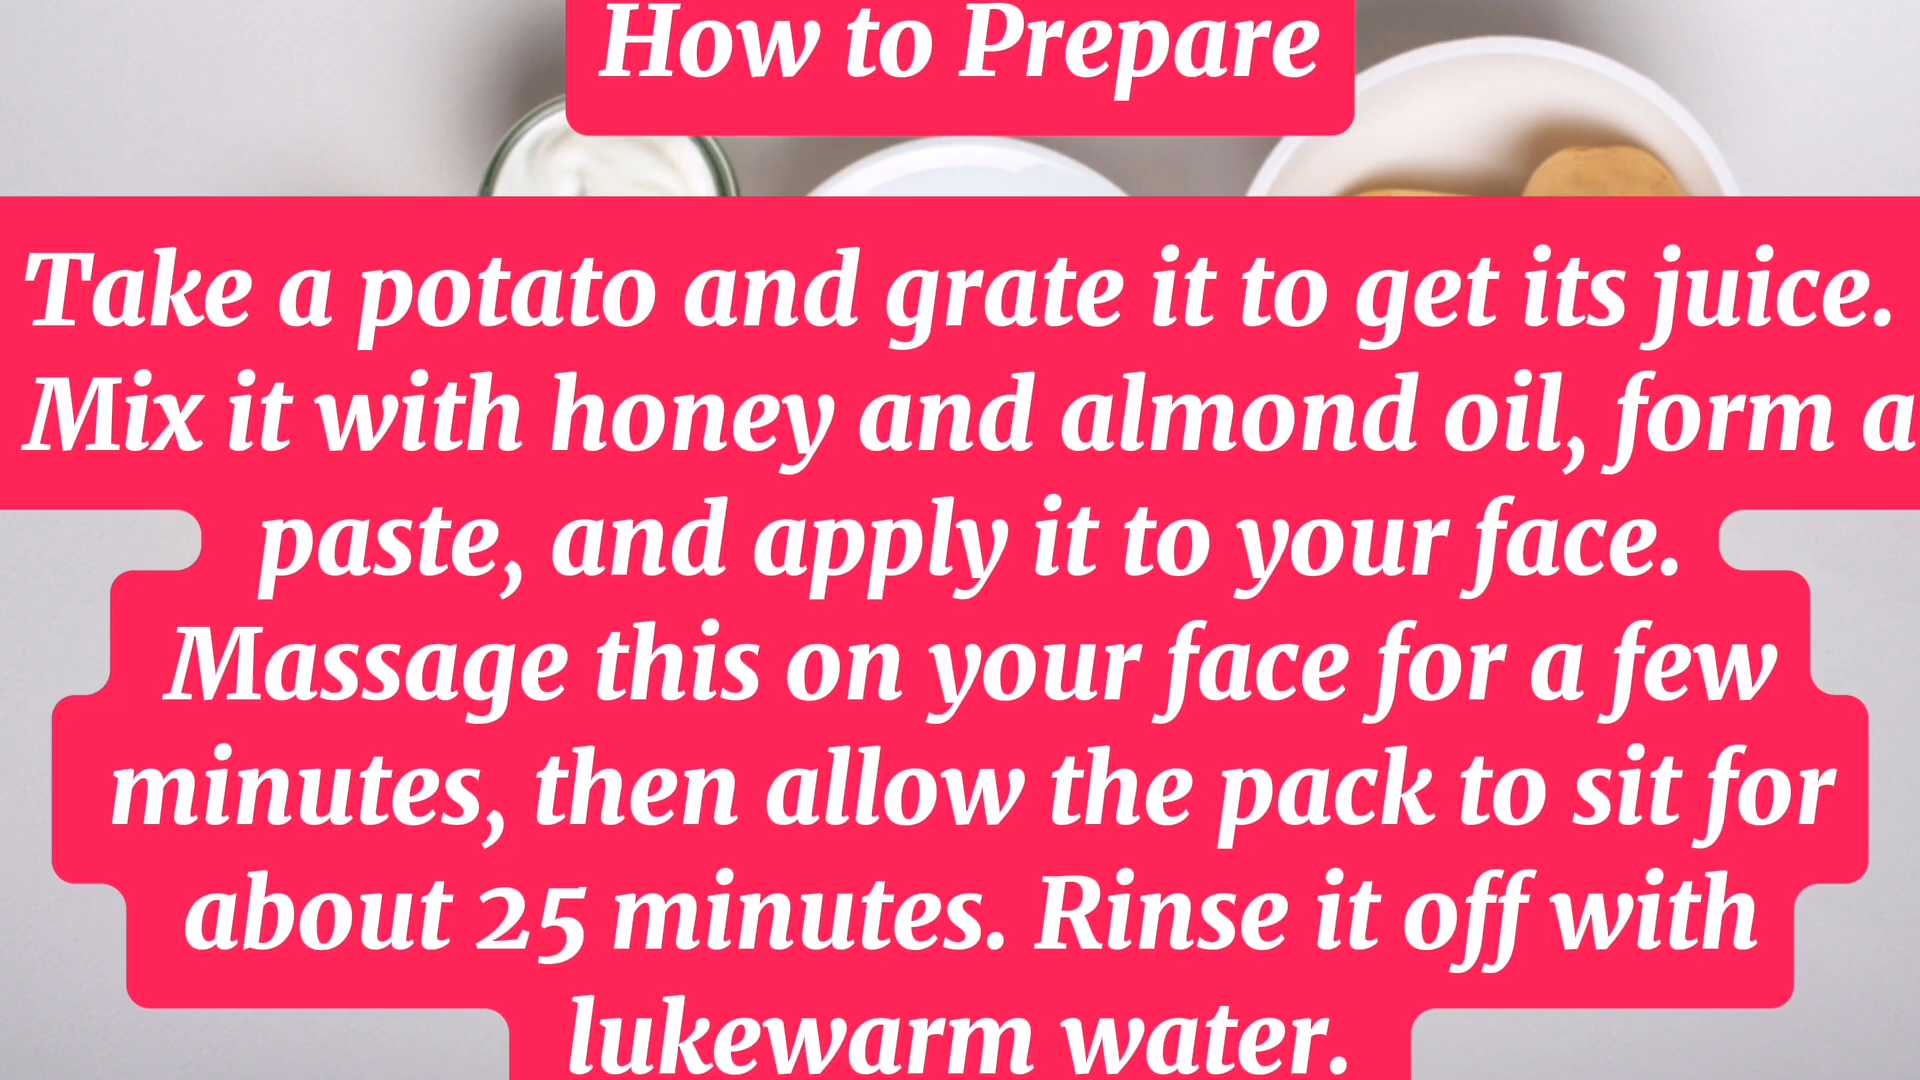 How to Prepare
Take a potato and grate it to get its juice.
Mix it with honey and almond oil, form a
paste, and apply it to your face.
Massage this on your face for a few
minutes, then allow the pack to sit for
about 25 minutes. Rinse it off with
lukewarm water.